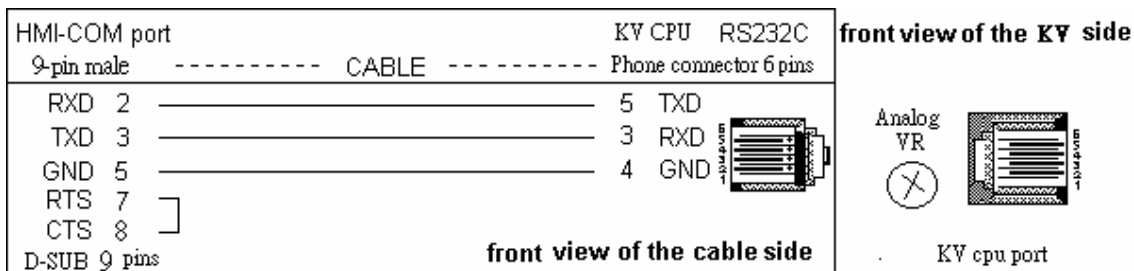 HMI-COM port KV CPU RS232C
9-pin male ---------- CABLE ---------- Phone connector 6 pins
RXD 2 5 TXD
TXD 3 3 RXD
GND 5 4 GND
RTS 7
CTS 8
D-SUB 9 pins front view of the cable side
front view of the KV side
Analog
VR
KV cpu port